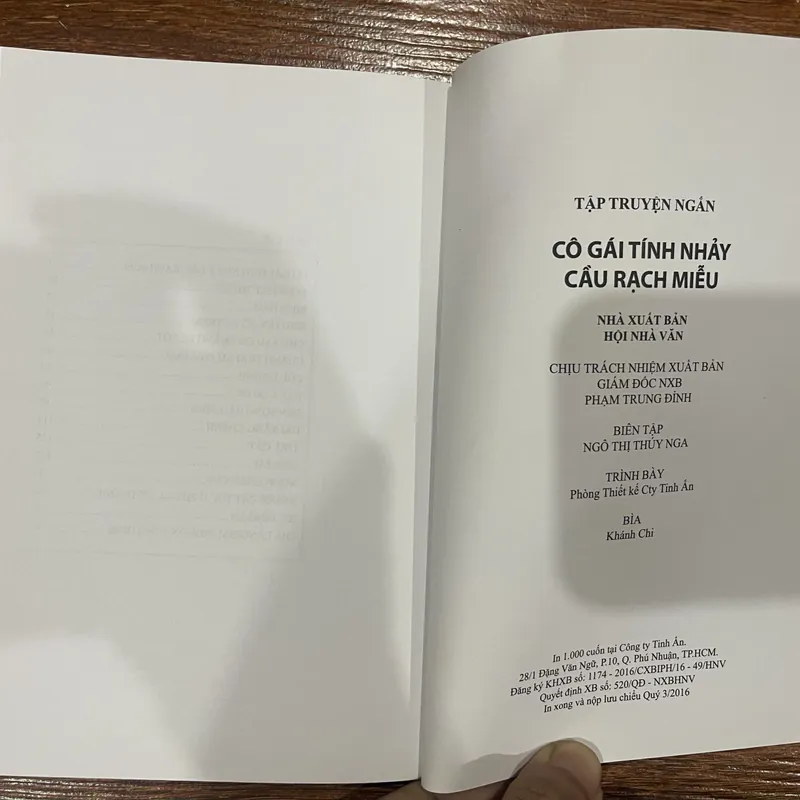 TẬP TRUYỆN NGẮN
CÔ GÁI TÍNH NHẢY
CẦU RẠCH MIỄU
NHÀ XUẤT BẢN
HỘI NHÀ VĂN
CHỊU TRÁCH NHIỆM XUẤT BẢN
GIÁM ĐỐC NXB
PHẠM TRUNG ĐỈNH
BIÊN TẬP
NGÔ THỊ THÚY NGA
TRÌNH BÀY
Phòng Thiết kế Cty Tinh Ấn
BÌA
Khánh Chi
In 1.000 cuốn tại Công ty Tinh Ấn.
28/1 Đặng Văn Ngữ, P.10, Q. Phú Nhuận, TP.HCM.
Đăng ký KHXB số: 1174 - 2016/CXBIPH/16 - 49/HNV
Quyết định XB số: 520/QĐ - NXBHNV
In xong và nộp lưu chiểu Quý 3/2016